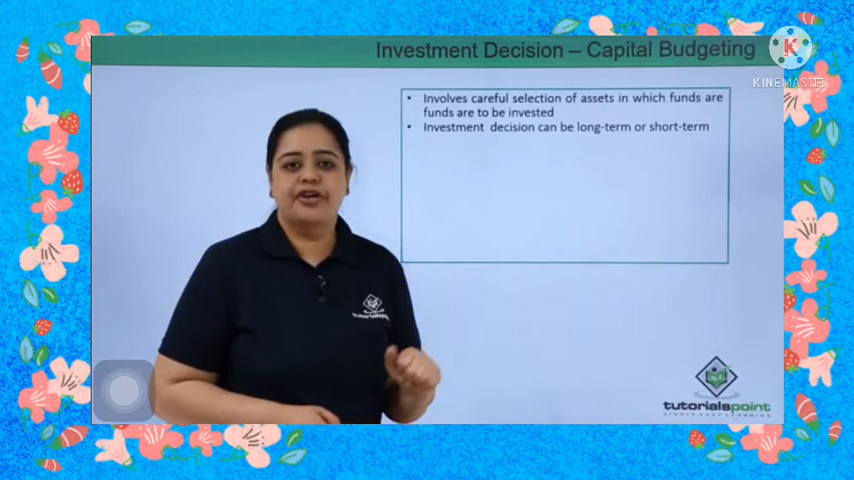 Investment Decision – Capital Budgeting
K
KINEMASTER
• Involves careful selection of assets in which funds are
funds are to be invested
• Investment decision can be long-term or short-term
tutorialspoint
tutorialspoint
SIMPLY EASY LEARNING